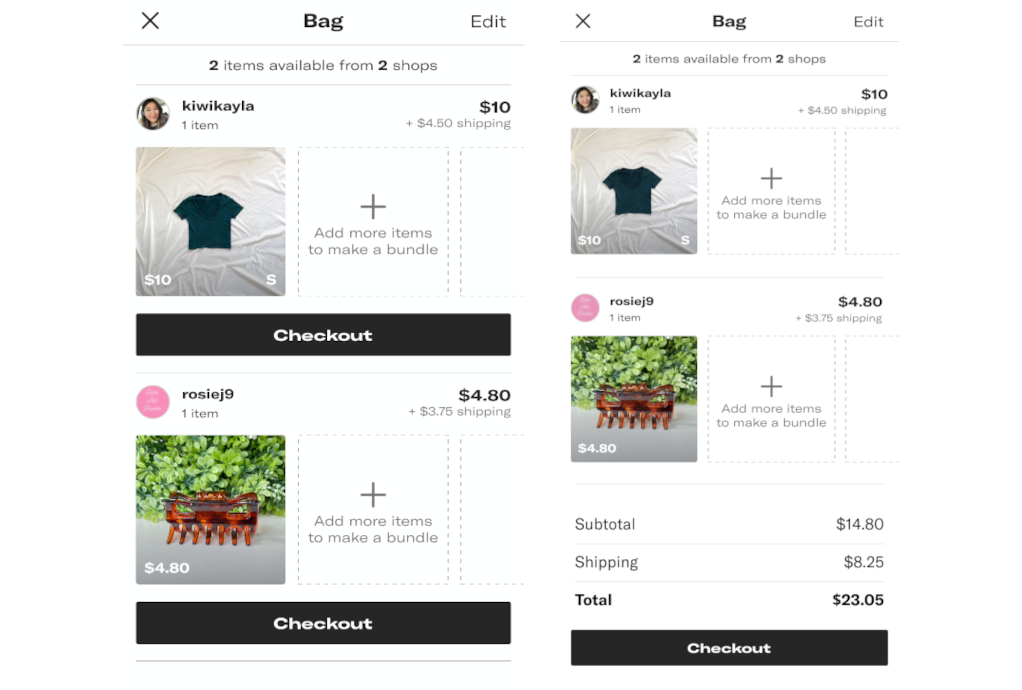 Bag
Edit
2 items available from 2 shops
kiwikayla
$10
1 item
+ $4.50 shipping
Add more items
to make a bundle
$10
S
Checkout
rosiej9
$4.80
1 item
+ $3.75 shipping
Add more items
to make a bundle
$4.80
Checkout
Bag
Edit
2 items available from 2 shops
kiwikayla
$10
1 item
+ $4.50 shipping
Add more items
to make a bundle
$10
S
rosiej9
$4.80
1 item
+ $3.75 shipping
Add more items
to make a bundle
$4.80
Subtotal
$14.80
Shipping
$8.25
Total
$23.05
Checkout